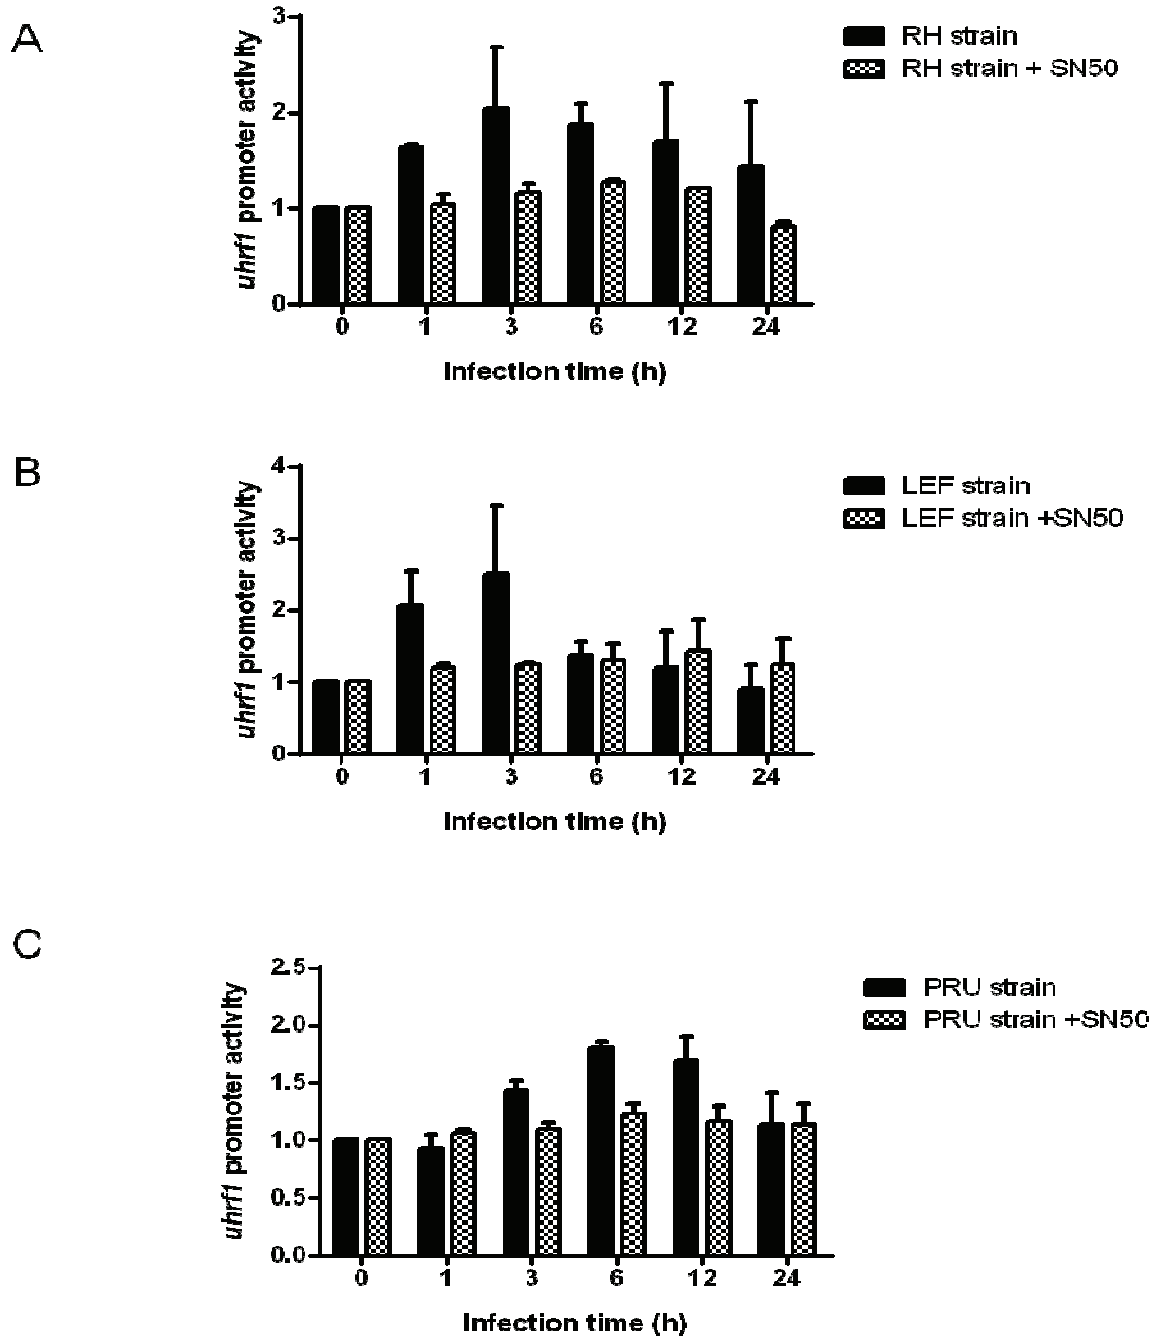 A
uhrf1 promoter activity
3
2
1
0
0 1 3 6 12 24
Infection time (h)
RH strain
RH strain + SN50
B
uhrf1 promoter activity
4
3
2
1
0
0 1 3 6 12 24
Infection time (h)
LEF strain
LEF strain +SN50
C
uhrf1 promoter activity
2.5
2.0
1.5
1.0
0.5
0.0
0 1 3 6 12 24
Infection time (h)
PRU strain
PRU strain +SN50